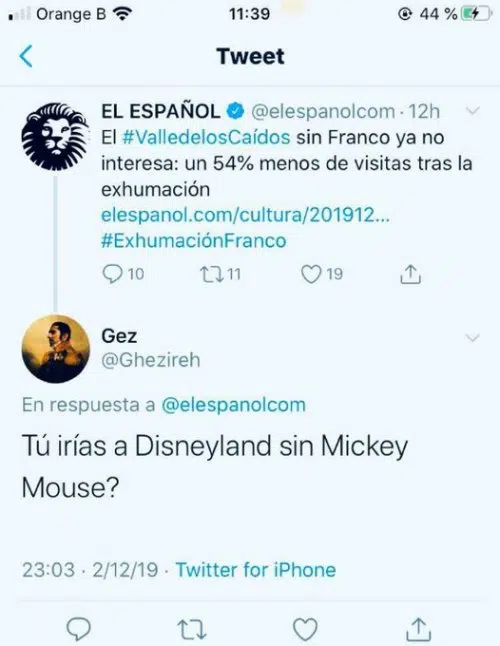 Orange B 11:39 44 %
Tweet
EL ESPAÑOL @elespanolcom · 12h
El #ValledelosCaídos sin Franco ya no
interesa: un 54% menos de visitas tras la
exhumación
elespanol.com/cultura/201912...
#ExhumaciónFranco
10 11 19
Gez
@Ghezireh
En respuesta a @elespanolcom
Tú irías a Disneyland sin Mickey
Mouse?
23:03 · 2/12/19 · Twitter for iPhone